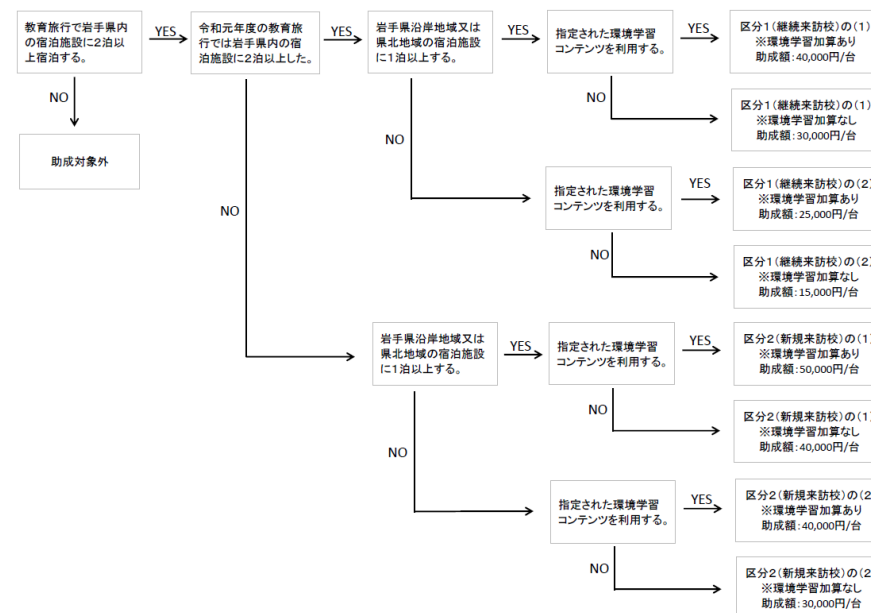 教育旅行で岩手県内
の宿泊施設に2泊以
上宿泊する。
YES
令和元年度の教育旅
行では岩手県内の宿
泊施設に2泊以上した。
YES
岩手県沿岸地域又は
県北地域の宿泊施設
に1泊以上する。
YES
指定された環境学習
コンテンツを利用する。
YES
区分1(継続来訪校)の(1)
※環境学習加算あり
助成額:40,000円/台
NO
助成対象外
NO
区分1(継続来訪校)の(1)
※環境学習加算なし
助成額:30,000円/台
NO
指定された環境学習
コンテンツを利用する。
YES
区分1(継続来訪校)の(2)
※環境学習加算あり
助成額:25,000円/台
NO
区分1(継続来訪校)の(2)
※環境学習加算なし
助成額:15,000円/台
NO
岩手県沿岸地域又は
県北地域の宿泊施設
に1泊以上する。
YES
指定された環境学習
コンテンツを利用する。
YES
区分2(新規来訪校)の(1)
※環境学習加算あり
助成額:50,000円/台
NO
区分2(新規来訪校)の(1)
※環境学習加算なし
助成額:40,000円/台
NO
指定された環境学習
コンテンツを利用する。
YES
区分2(新規来訪校)の(2
※環境学習加算あり
助成額:40,000円/台
NO
区分2(新規来訪校)の(2
※環境学習加算なし
助成額:30,000円/台